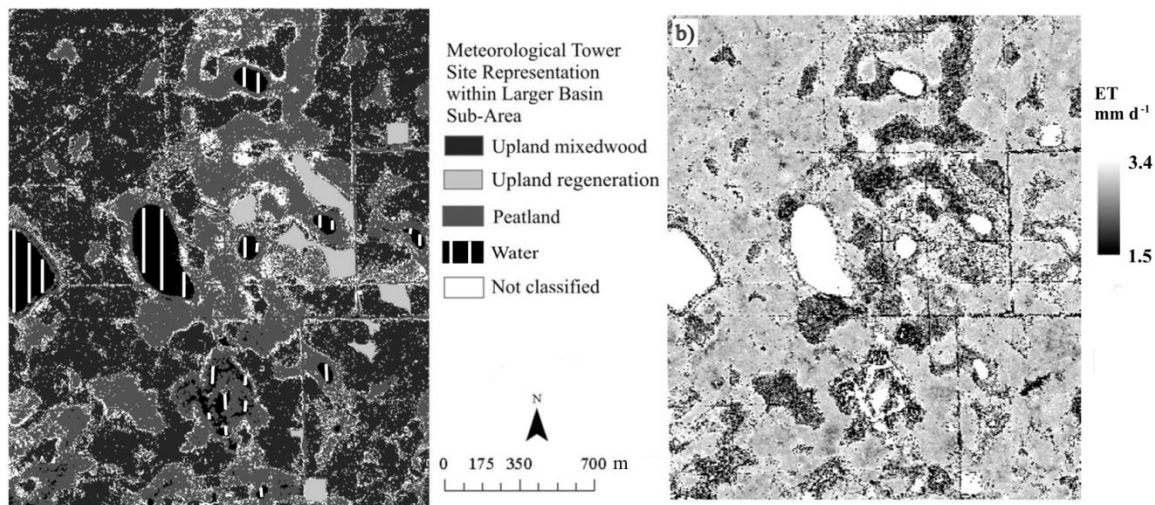 Meteorological Tower
Site Representation
within Larger Basin
Sub-Area
Upland mixedwood
Upland regeneration
Peatland
Water
Not classified
N
0 175 350 700 m
b)
ET
mm d⁻¹
3.4
1.5